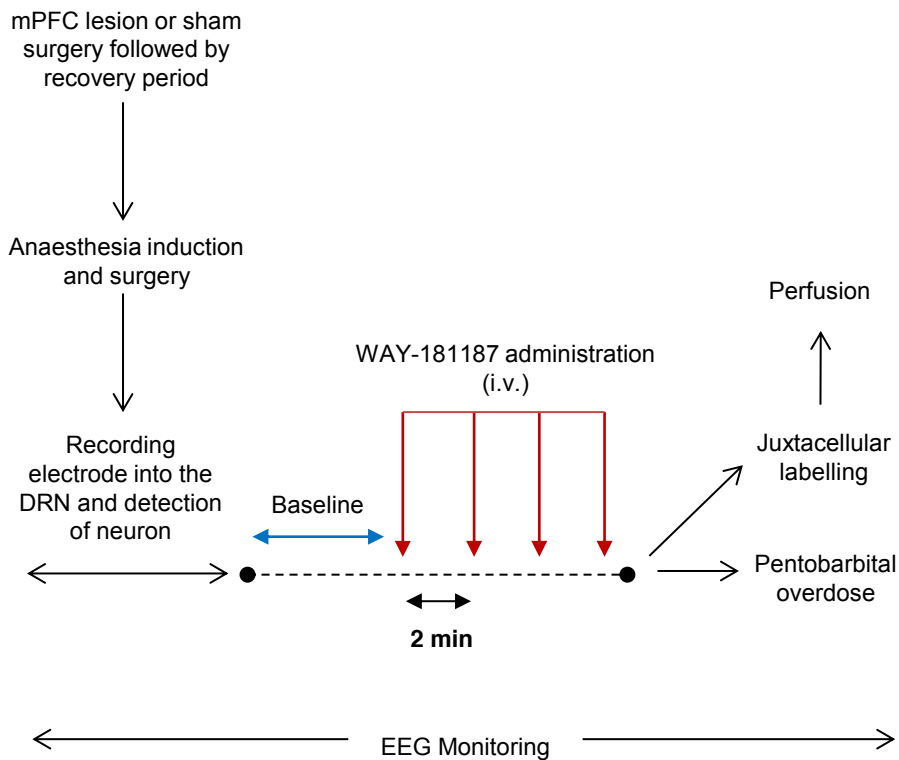 mPFC lesion or sham
surgery followed by
recovery period
Anaesthesia induction
and surgery
Recording
electrode into the
DRN and detection
of neuron
Baseline
WAY-181187 administration
(i.v.)
2 min
Perfusion
Juxtacellular
labelling
Pentobarbital
overdose
EEG Monitoring